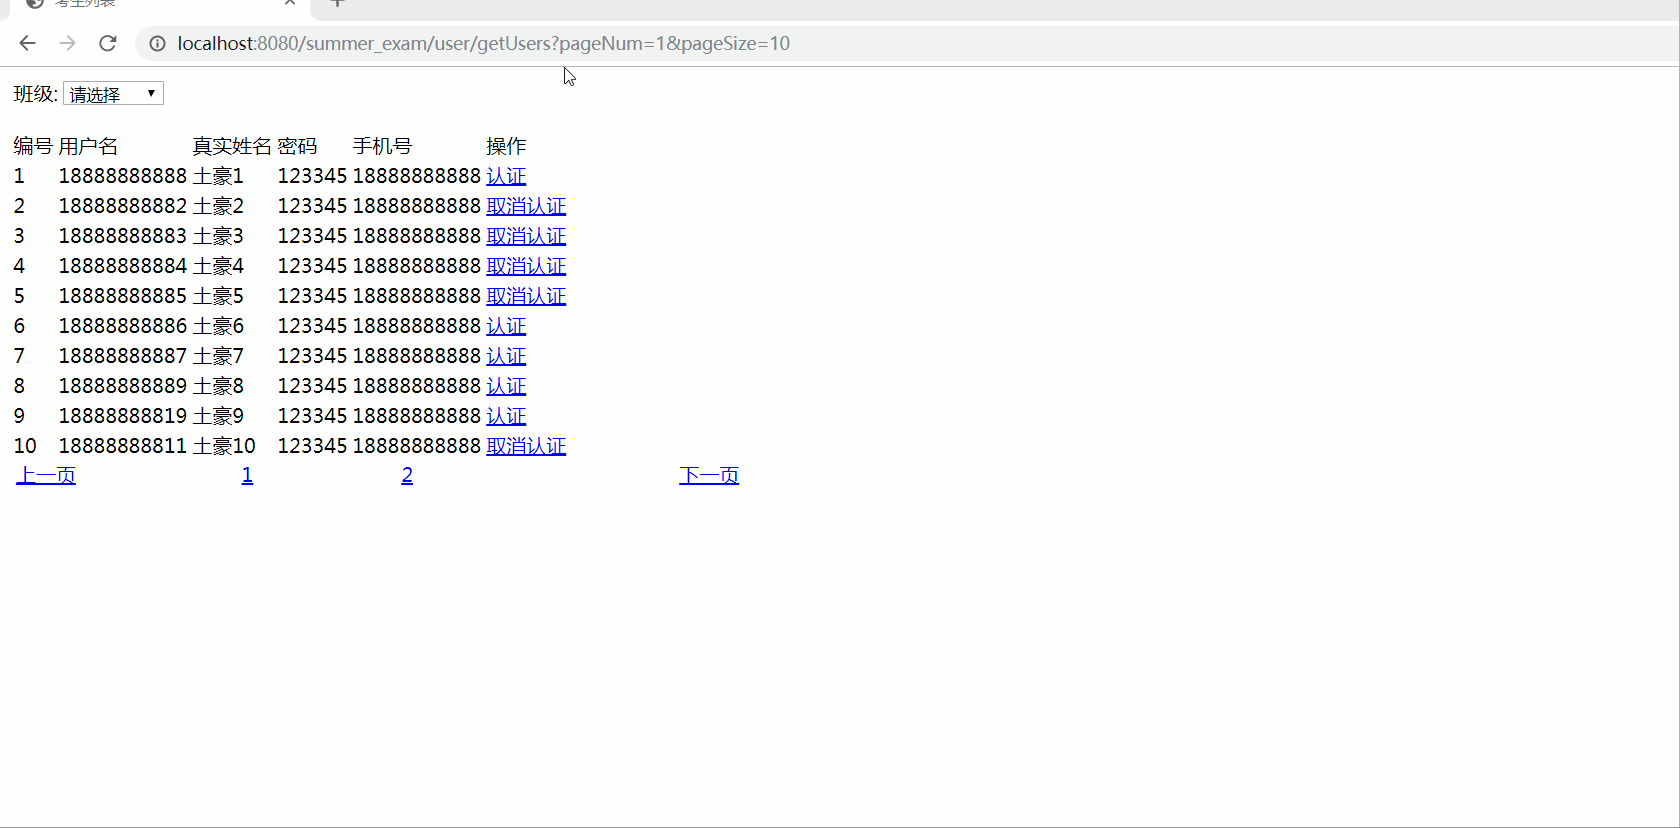 考生列表
localhost:8080/summer_exam/user/getUsers?pageNum=1&pageSize=10
班级: 请选择
编号 用户名 真实姓名 密码 手机号 操作
1 18888888888 土豪1 123345 18888888888 认证
2 18888888882 土豪2 123345 18888888888 取消认证
3 18888888883 土豪3 123345 18888888888 取消认证
4 18888888884 土豪4 123345 18888888888 取消认证
5 18888888885 土豪5 123345 18888888888 取消认证
6 18888888886 土豪6 123345 18888888888 认证
7 18888888887 土豪7 123345 18888888888 认证
8 18888888889 土豪8 123345 18888888888 认证
9 18888888819 土豪9 123345 18888888888 认证
10 18888888811 土豪10 123345 18888888888 取消认证
上一页 1 2 下一页